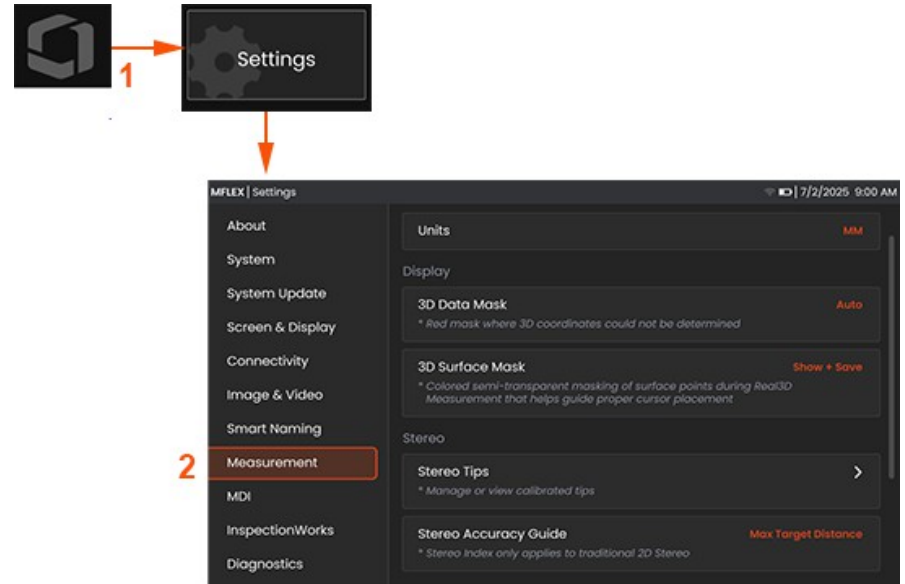 1
Settings
MFLEX | Settings
7/2/2025 9:00 AM
About
System
System Update
Screen & Display
Connectivity
Image & Video
Smart Naming
2
Measurement
MDI
InspectionWorks
Diagnostics
Units
MM
Display
3D Data Mask
Auto
* Red mask where 3D coordinates could not be determined
3D Surface Mask
Show + Save
* Colored semi-transparent masking of surface points during Real3D
Measurement that helps guide proper cursor placement
Stereo
Stereo Tips
* Manage or view calibrated tips
Stereo Accuracy Guide
Max Target Distance
* Stereo Index only applies to traditional 2D Stereo